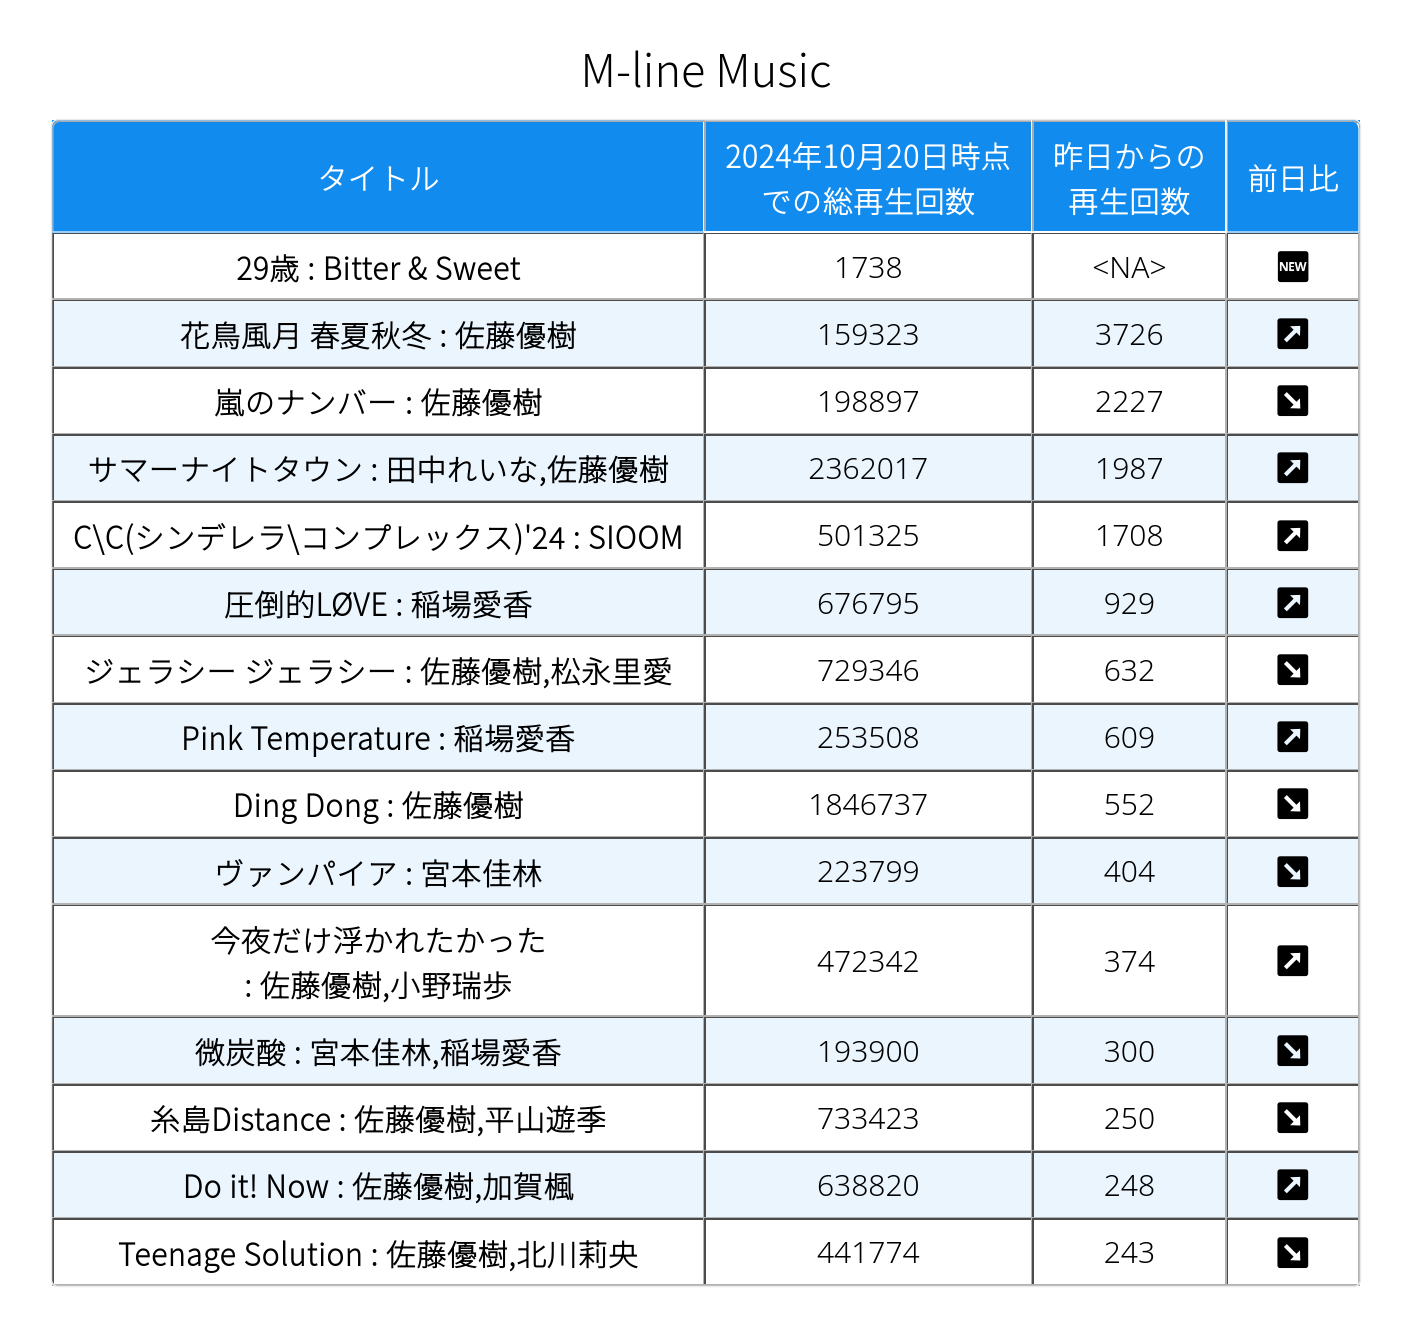 M-line Music
タイトル 2024年10月20日時点での総再生回数 昨日からの再生回数 前日比
29歳 : Bitter & Sweet 1738 <NA> NEW
花鳥風月 春夏秋冬 : 佐藤優樹 159323 3726
嵐のナンバー : 佐藤優樹 198897 2227
サマーナイトタウン : 田中れいな,佐藤優樹 2362017 1987
C\C(シンデレラ\コンプレックス)'24 : SIOOM 501325 1708
圧倒的LØVE : 稲場愛香 676795 929
ジェラシー ジェラシー : 佐藤優樹,松永里愛 729346 632
Pink Temperature : 稲場愛香 253508 609
Ding Dong : 佐藤優樹 1846737 552
ヴァンパイア : 宮本佳林 223799 404
今夜だけ浮かれたかった
: 佐藤優樹,小野瑞歩 472342 374
微炭酸 : 宮本佳林,稲場愛香 193900 300
糸島Distance : 佐藤優樹,平山遊季 733423 250
Do it! Now : 佐藤優樹,加賀楓 638820 248
Teenage Solution : 佐藤優樹,北川莉央 441774 243